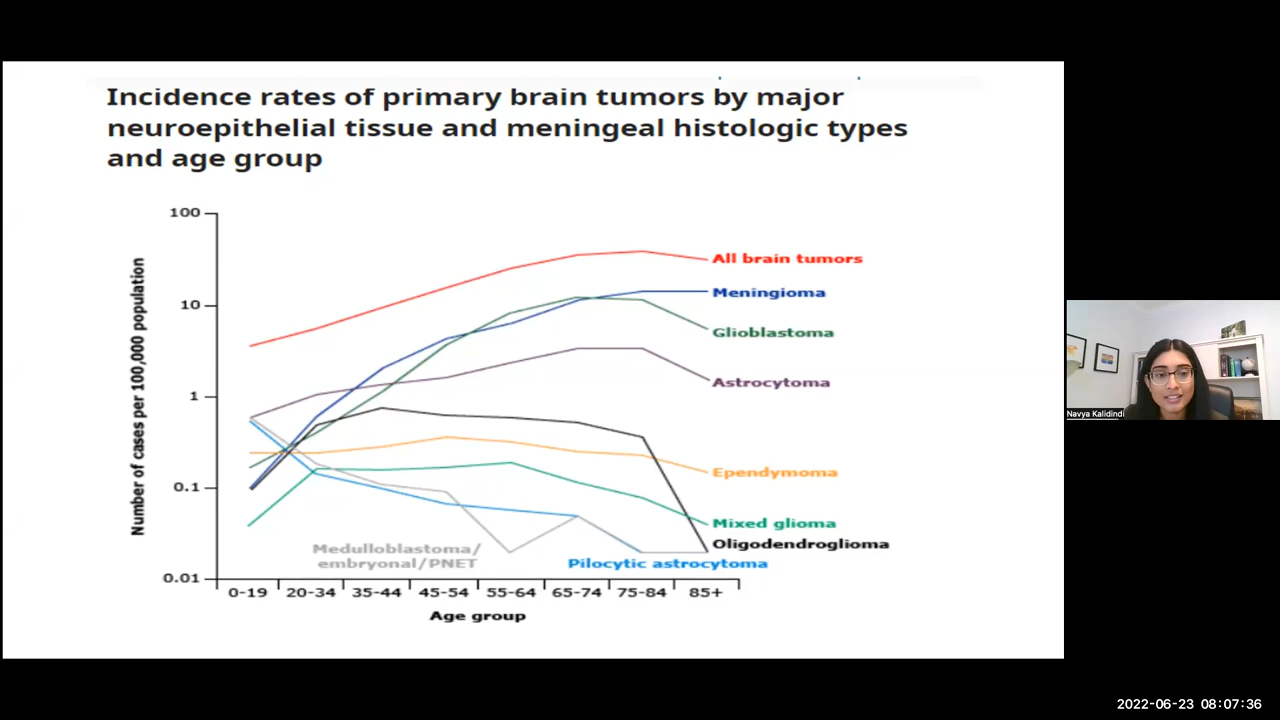 Incidence rates of primary brain tumors by major
neuroepithelial tissue and meningeal histologic types
and age group
Number of cases per 100,000 population
100
10
1
0.1
0.01
All brain tumors
Meningioma
Glioblastoma
Astrocytoma
Ependymoma
Mixed glioma
Oligodendroglioma
Medulloblastoma/
embryonal/PNET
Pilocytic astrocytoma
0-19 20-34 35-44 45-54 55-64 65-74 75-84 85+
Age group
Navya Kalidindi
2022-06-23 08:07:36